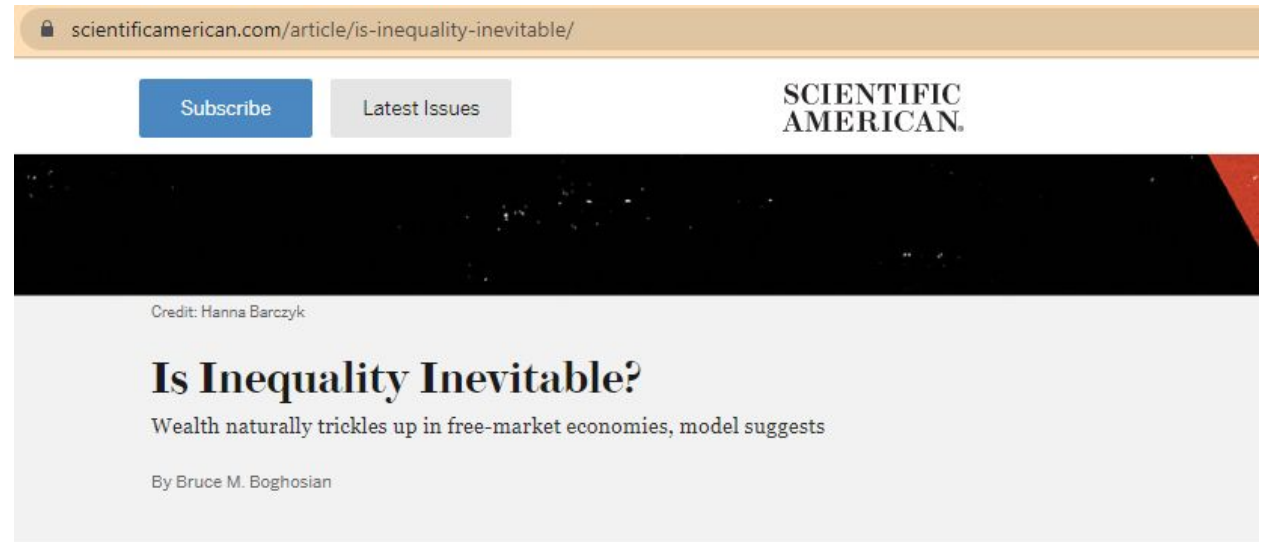 scientificamerican.com/article/is-inequality-inevitable/
Subscribe
Latest Issues
SCIENTIFIC
AMERICAN®
Credit: Hanna Barczyk
Is Inequality Inevitable?
Wealth naturally trickles up in free-market economies, model suggests
By Bruce M. Boghosian